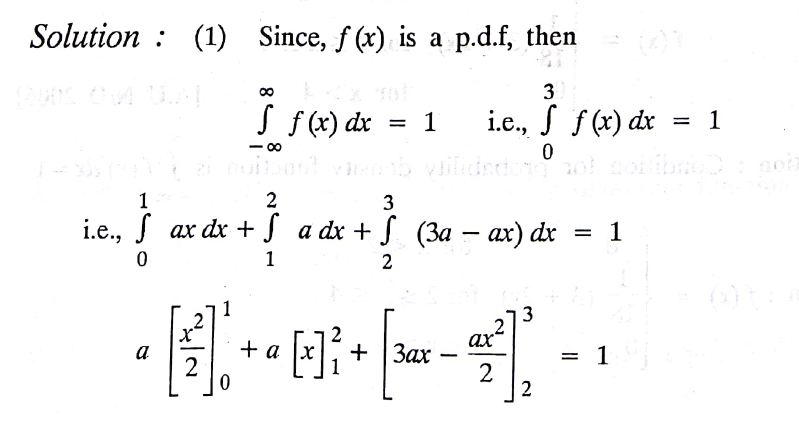 Solution : (1) Since, f (x) is a p.d.f, then
∞ ∫ −∞ f (x) dx = 1 i.e., 3 ∫ 0 f (x) dx = 1
i.e., 1 ∫ 0 ax dx + 2 ∫ 1 a dx + 3 ∫ 2 (3a − ax) dx = 1
a [x²/2]₀¹ + a [x]₁² + [3ax − ax²/2]₂³ = 1